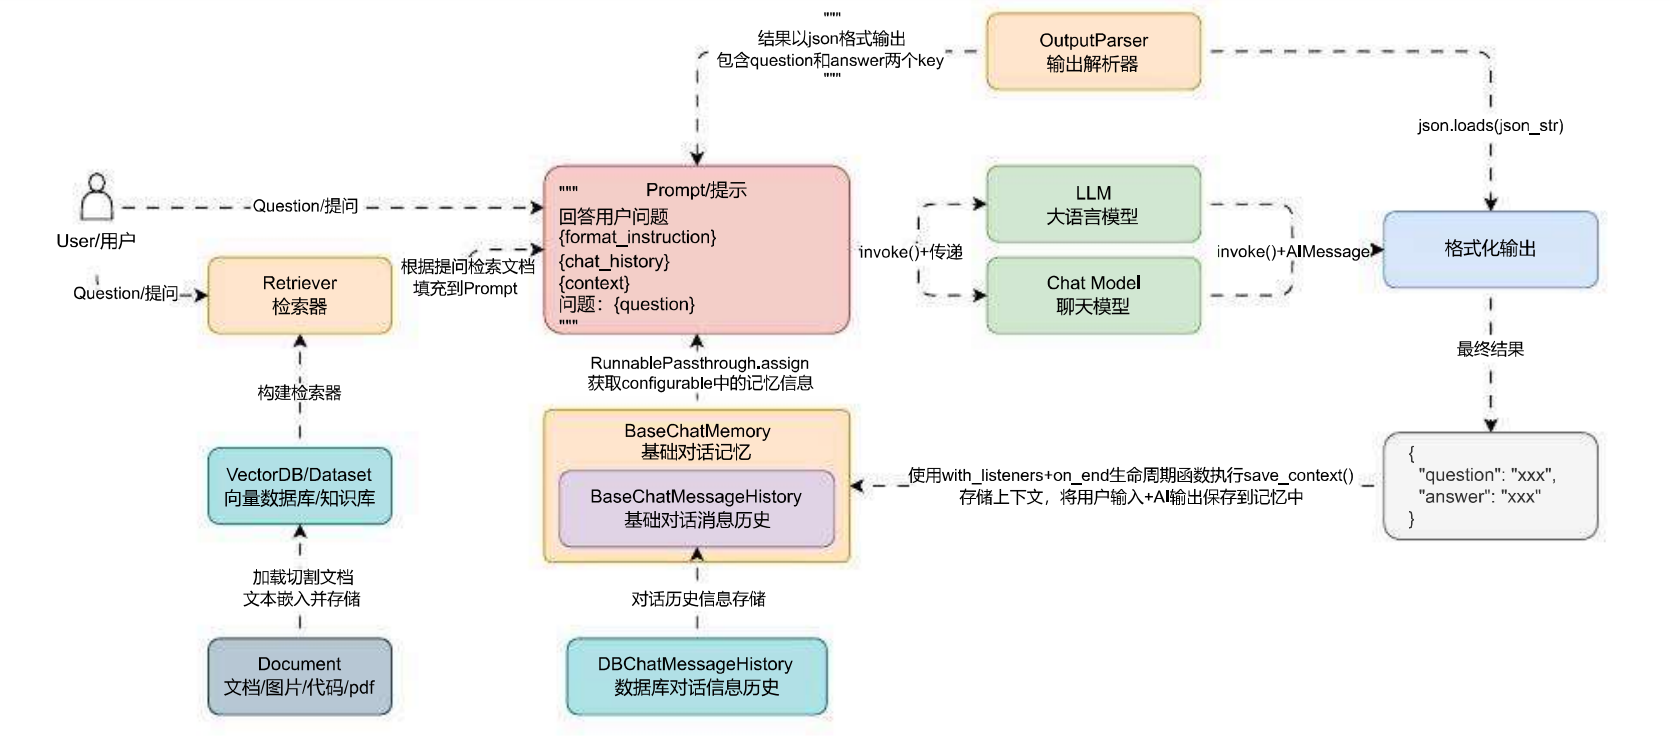 """
结果以json格式输出
包含question和answer两个key
"""
OutputParser
输出解析器
json.loads(json_str)
User/用户
Question/提问
Question/提问
Retriever
检索器
根据提问检索文档
填充到Prompt
"""
Prompt/提示
回答用户问题
{format_instruction}
{chat_history}
{context}
问题：{question}
"""
invoke()+传递
LLM
大语言模型
Chat Model
聊天模型
invoke()+AIMessage
格式化输出
最终结果
{
"question": "xxx",
"answer": "xxx"
}
构建检索器
VectorDB/Dataset
向量数据库/知识库
加载切割文档
文本嵌入并存储
Document
文档/图片/代码/pdf
RunnablePassthrough.assign
获取configurable中的记忆信息
BaseChatMemory
基础对话记忆
BaseChatMessageHistory
基础对话消息历史
使用with_listeners+on_end生命周期函数执行save_context()
存储上下文，将用户输入+AI输出保存到记忆中
对话历史信息存储
DBChatMessageHistory
数据库对话信息历史